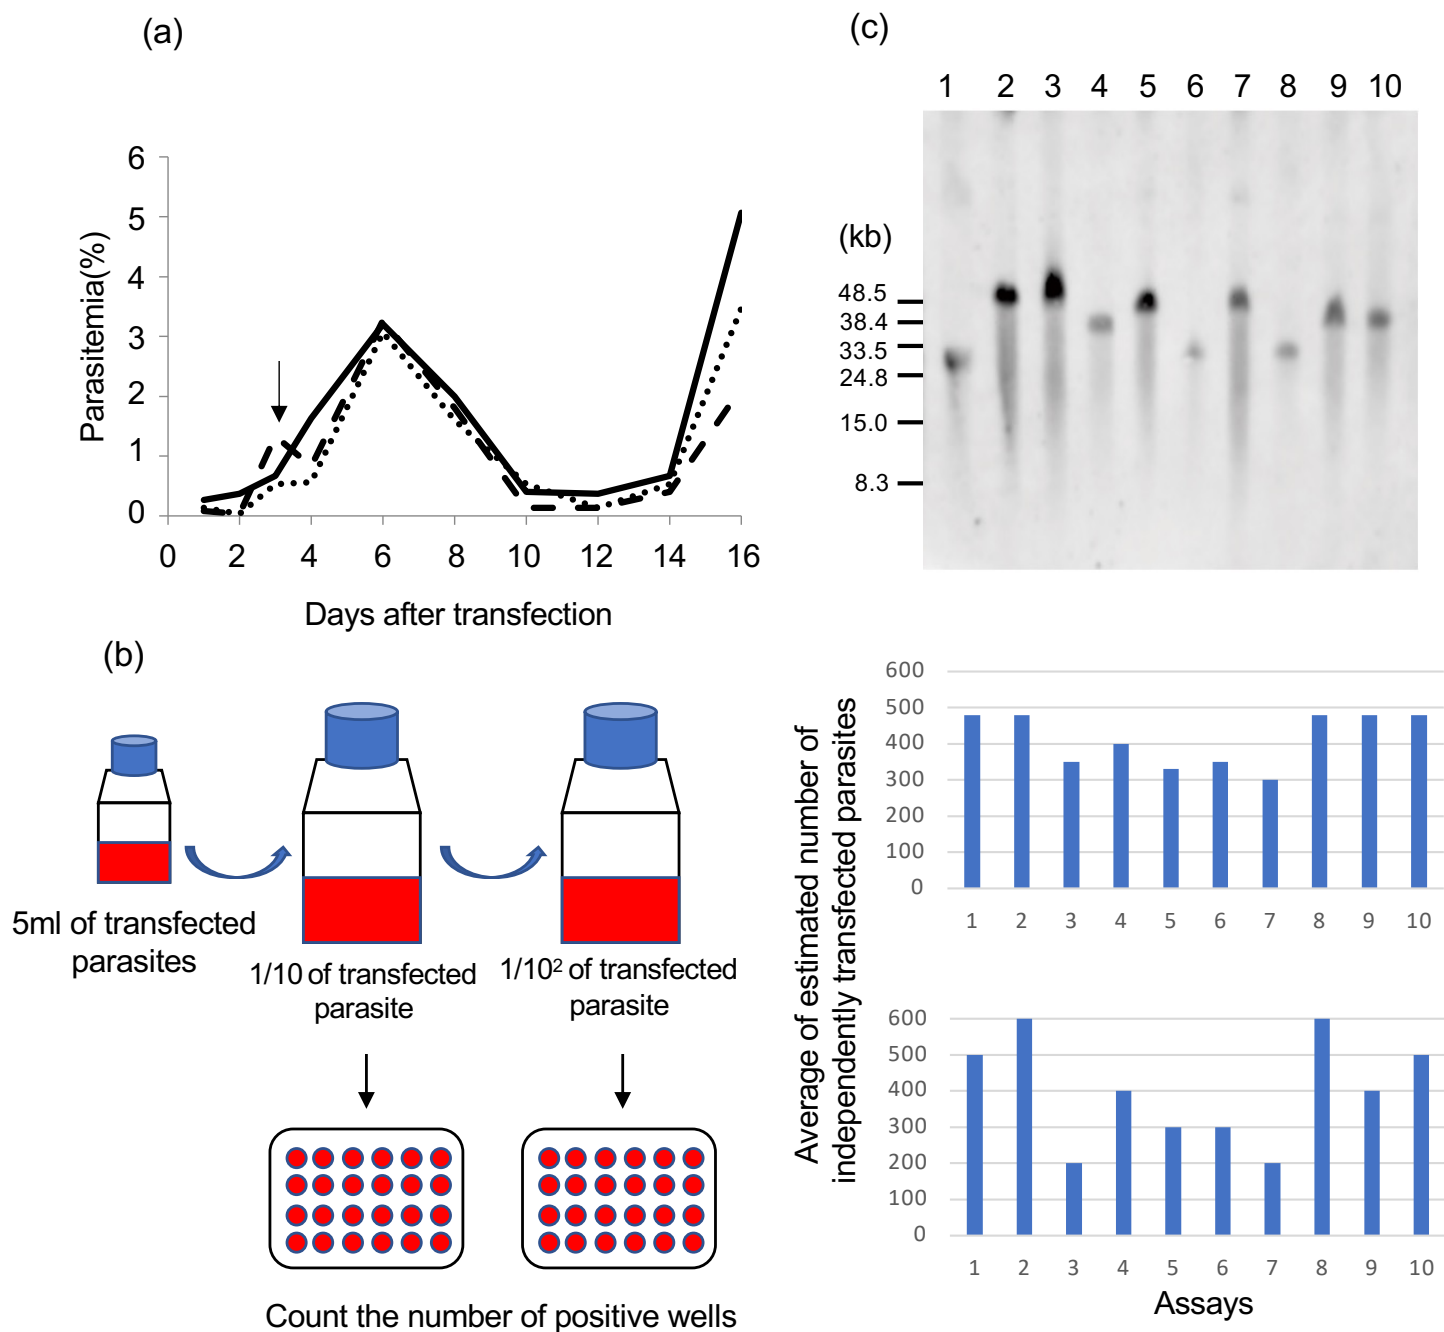 (a)
6
5
4
3
2
1
0
Parasitemia(%)
0 2 4 6 8 10 12 14 16
Days after transfection
(c)
1 2 3 4 5 6 7 8 9 10
(kb)
48.5
38.4
33.5
24.8
15.0
8.3
(b)
5ml of transfected
parasites
1/10 of transfected
parasite
1/10² of transfected
parasite
Count the number of positive wells
Average of estimated number of
independently transfected parasites
600
500
400
300
200
100
0
1 2 3 4 5 6 7 8 9 10
600
500
400
300
200
100
0
1 2 3 4 5 6 7 8 9 10
Assays